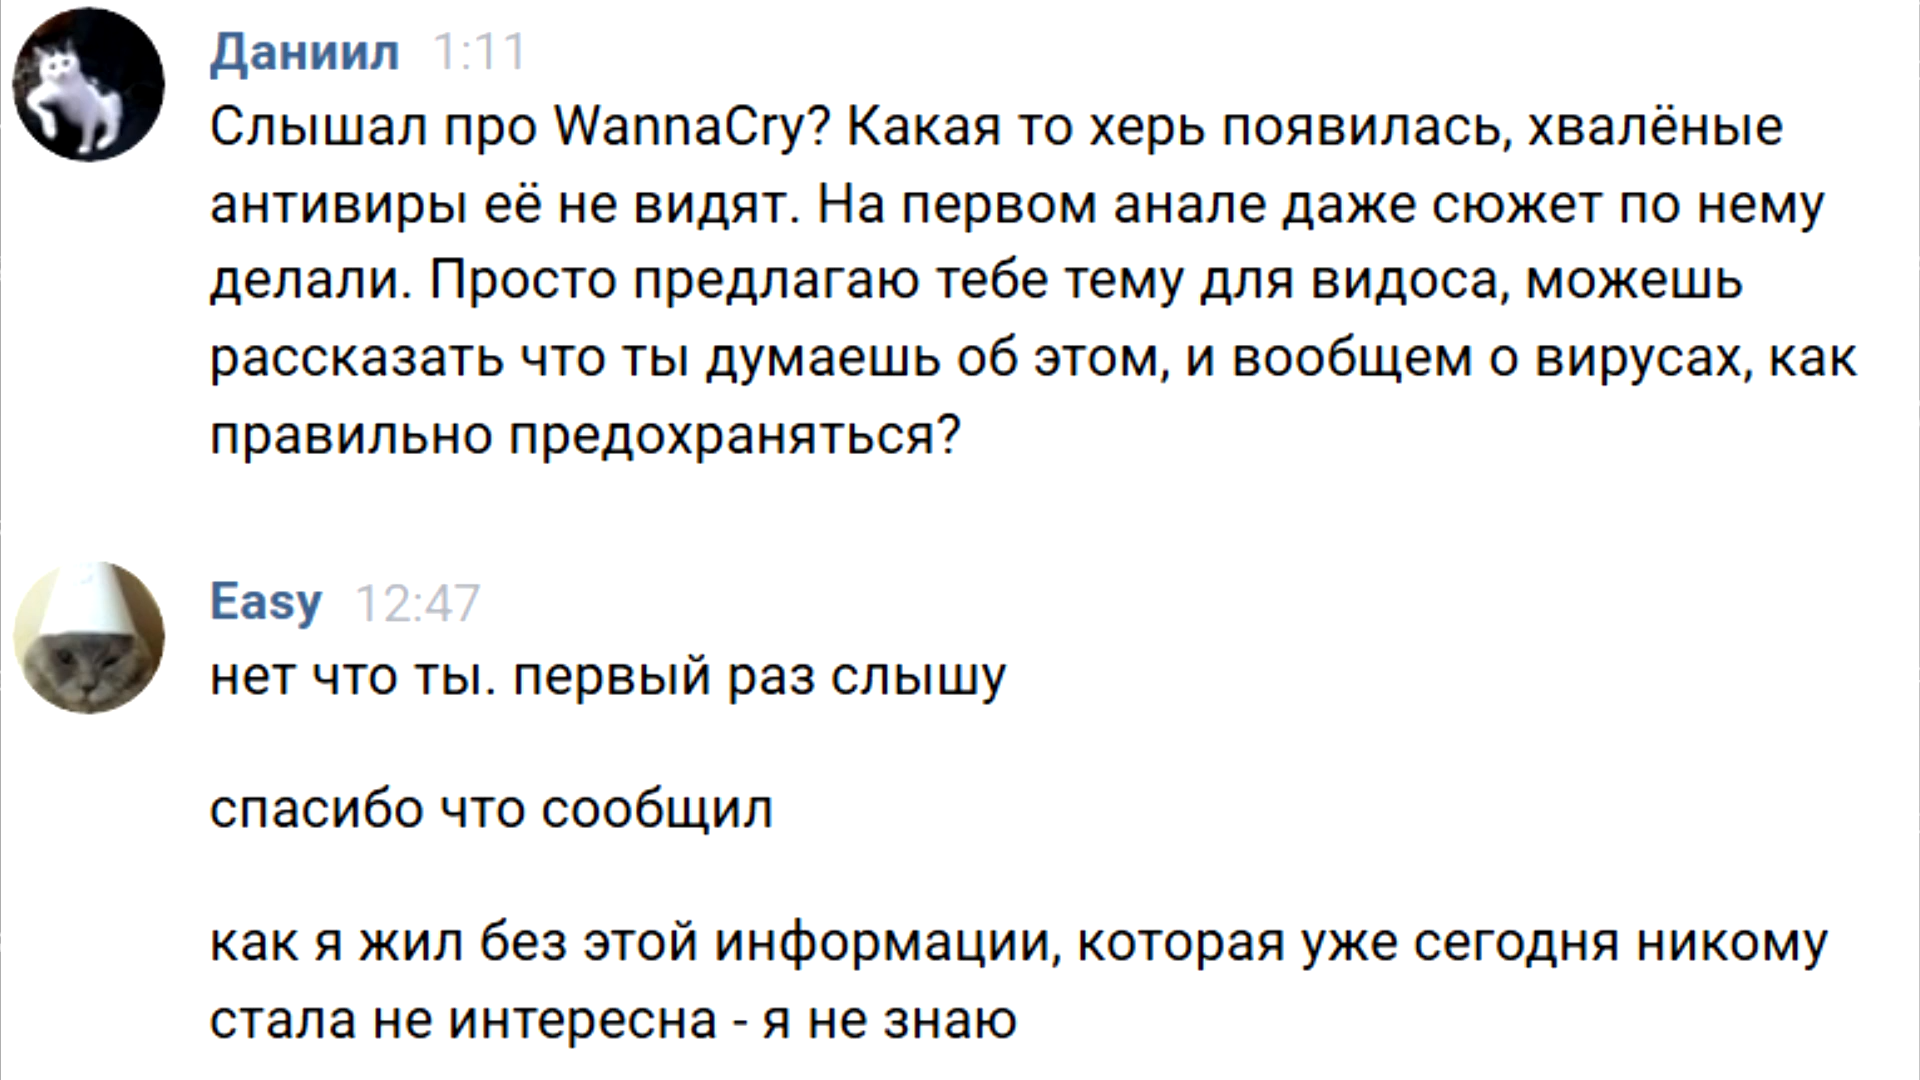 Даниил 1:11
Слышал про WannaCry? Какая то херь появилась, хвалёные
антивиры её не видят. На первом анале даже сюжет по нему
делали. Просто предлагаю тебе тему для видоса, можешь
рассказать что ты думаешь об этом, и вообщем о вирусах, как
правильно предохраняться?
Easy 12:47
нет что ты. первый раз слышу
спасибо что сообщил
как я жил без этой информации, которая уже сегодня никому
стала не интересна - я не знаю